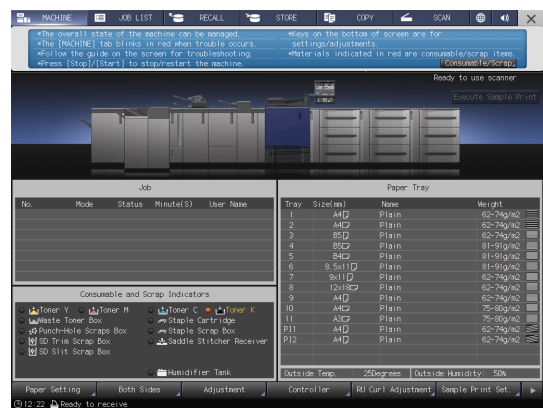 MACHINE JOB LIST RECALL STORE COPY SCAN
*The overall state of the machine can be managed.
*The [MACHINE] tab blinks in red when trouble occurs.
*Follow the guide on the screen for troubleshooting.
*Press [Stop]/[Start] to stop/restart the machine.
*Keys on the bottom of screen are for
settings/adjustments.
*Materials indicated in red are consumable/scrap items.
Consumable/Scrap
Ready to use scanner
Execute Sample Print
Job
No. Mode Status Minute(S) User Name
Paper Tray
Tray Size(mm) Name Weight
1 A4 Plain 62-74g/m2
2 A4 Plain 62-74g/m2
3 B5 Plain 62-74g/m2
4 B5 Plain 81-91g/m2
5 B4 Plain 81-91g/m2
6 8.5x11 Plain 81-91g/m2
7 9x11 Plain 62-74g/m2
8 12x18 Plain 62-74g/m2
9 A4 Plain 62-74g/m2
10 A4 Plain 75-80g/m2
11 A3 Plain 75-80g/m2
PI1 A4 Plain 62-74g/m2
PI2 A4 Plain 62-74g/m2
Outside Temp. : 25Degrees Outside Humidity: 50%
Consumable and Scrap Indicators
Toner Y Toner M Toner C Toner K
Waste Toner Box Staple Cartridge
Punch-Hole Scraps Box Staple Scrap Box
SD Trim Scrap Box Saddle Stitcher Receiver
SD Slit Scrap Box
Humidifier Tank
Paper Setting Both Sides Adjustment Controller RU Curl Adjustment Sample Print Set.
12:22 Ready to receive